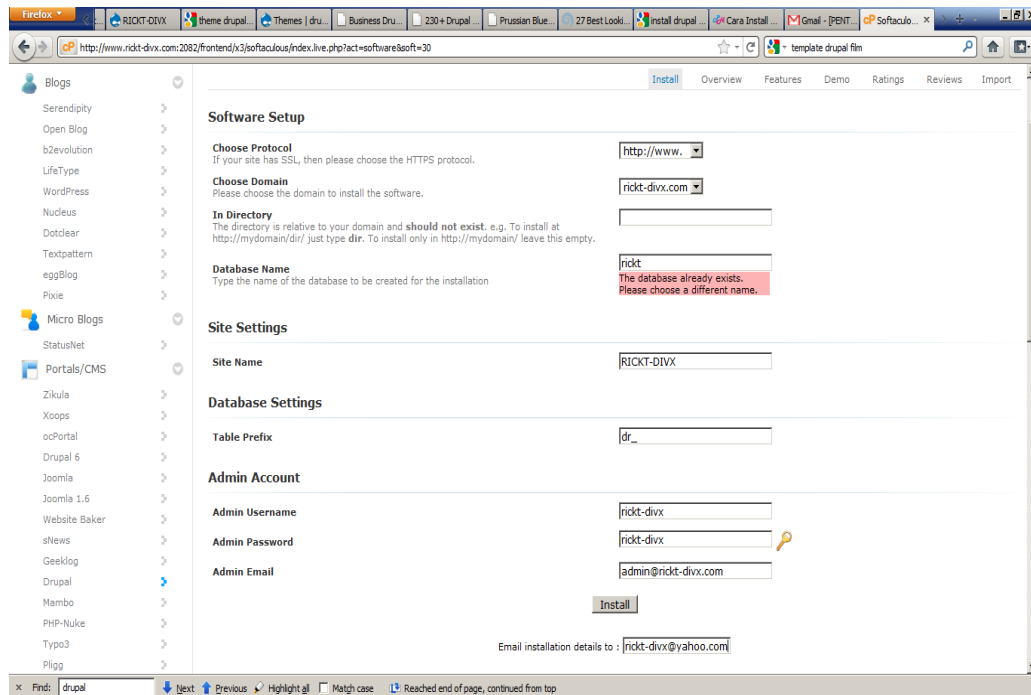 Firefox
RICKT-DIVX
theme drupal...
Themes | dru...
Business Dru...
230+ Drupal ...
Prussian Blue...
27 Best Looki...
install drupal ...
Cara Install ...
Gmail - [PENT...
Softaculo...
http://www.rickt-divx.com:2082/frontend/x3/softaculous/index.live.php?act=software&soft=30
template drupal film
Blogs
Serendipity
Open Blog
b2evolution
LifeType
WordPress
Nucleus
Dotclear
Textpattern
eggBlog
Pixie
Micro Blogs
StatusNet
Portals/CMS
Zikula
Xoops
ocPortal
Drupal 6
Joomla
Joomla 1.6
Website Baker
sNews
Geeklog
Drupal
Mambo
PHP-Nuke
Typo3
Pligg
Install Overview Features Demo Ratings Reviews Import
Software Setup
Choose Protocol
If your site has SSL, then please choose the HTTPS protocol.
http://www.
Choose Domain
Please choose the domain to install the software.
rickt-divx.com
In Directory
The directory is relative to your domain and should not exist. e.g. To install at
http://mydomain/dir/ just type dir. To install only in http://mydomain/ leave this empty.
Database Name
Type the name of the database to be created for the installation
rickt
The database already exists.
Please choose a different name.
Site Settings
Site Name
RICKT-DIVX
Database Settings
Table Prefix
dr_
Admin Account
Admin Username
rickt-divx
Admin Password
rickt-divx
Admin Email
admin@rickt-divx.com
Install
Email installation details to : rickt-divx@yahoo.com
x Find: drupal Next Previous Highlight all Match case Reached end of page, continued from top